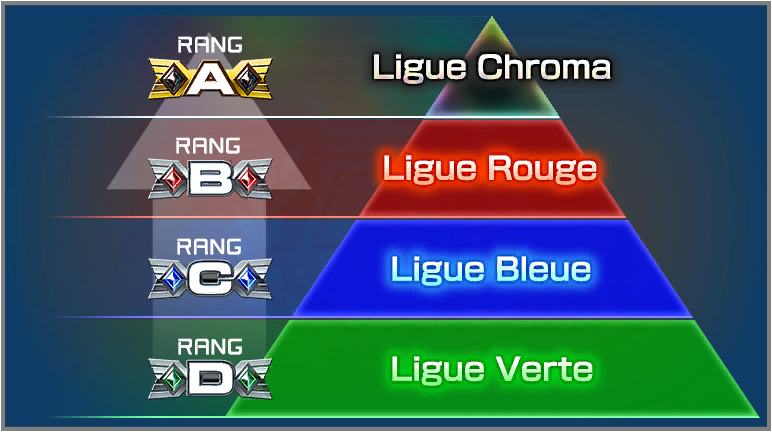 RANG
A
Ligue Chroma
RANG
B
Ligue Rouge
RANG
C
Ligue Bleue
RANG
D
Ligue Verte